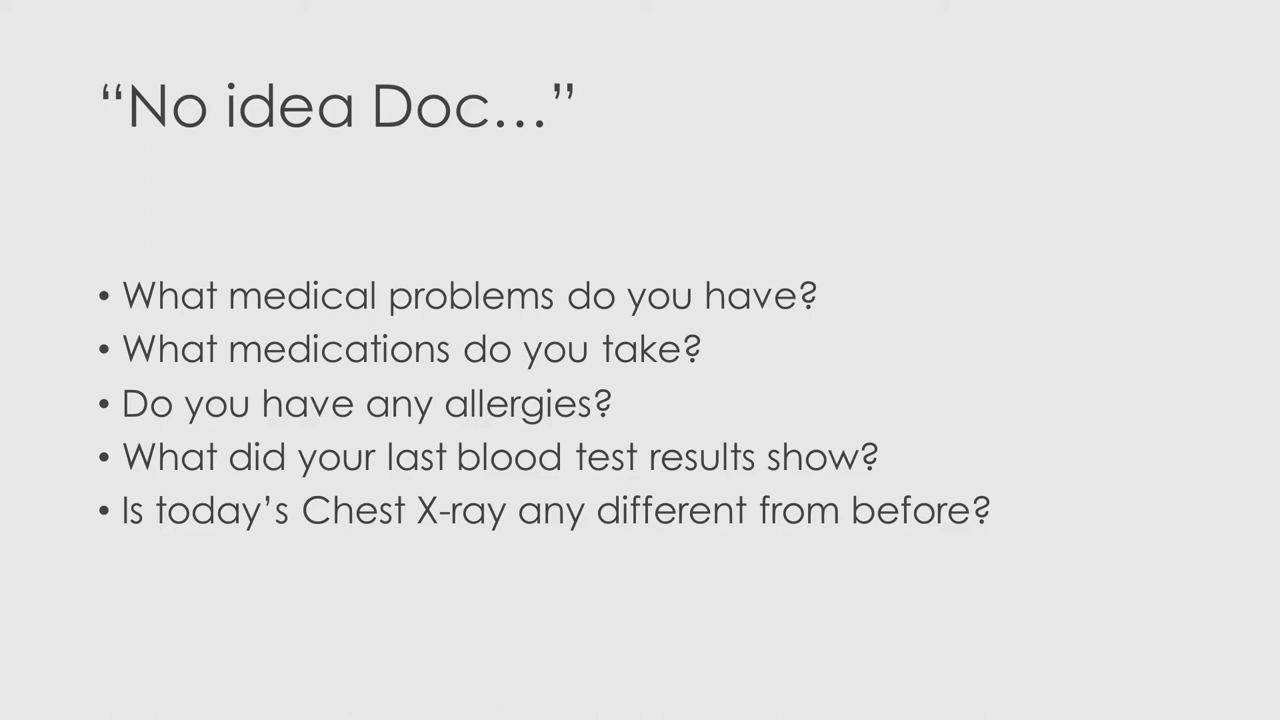 “No idea Doc…”
• What medical problems do you have?
• What medications do you take?
• Do you have any allergies?
• What did your last blood test results show?
• Is today’s Chest X-ray any different from before?